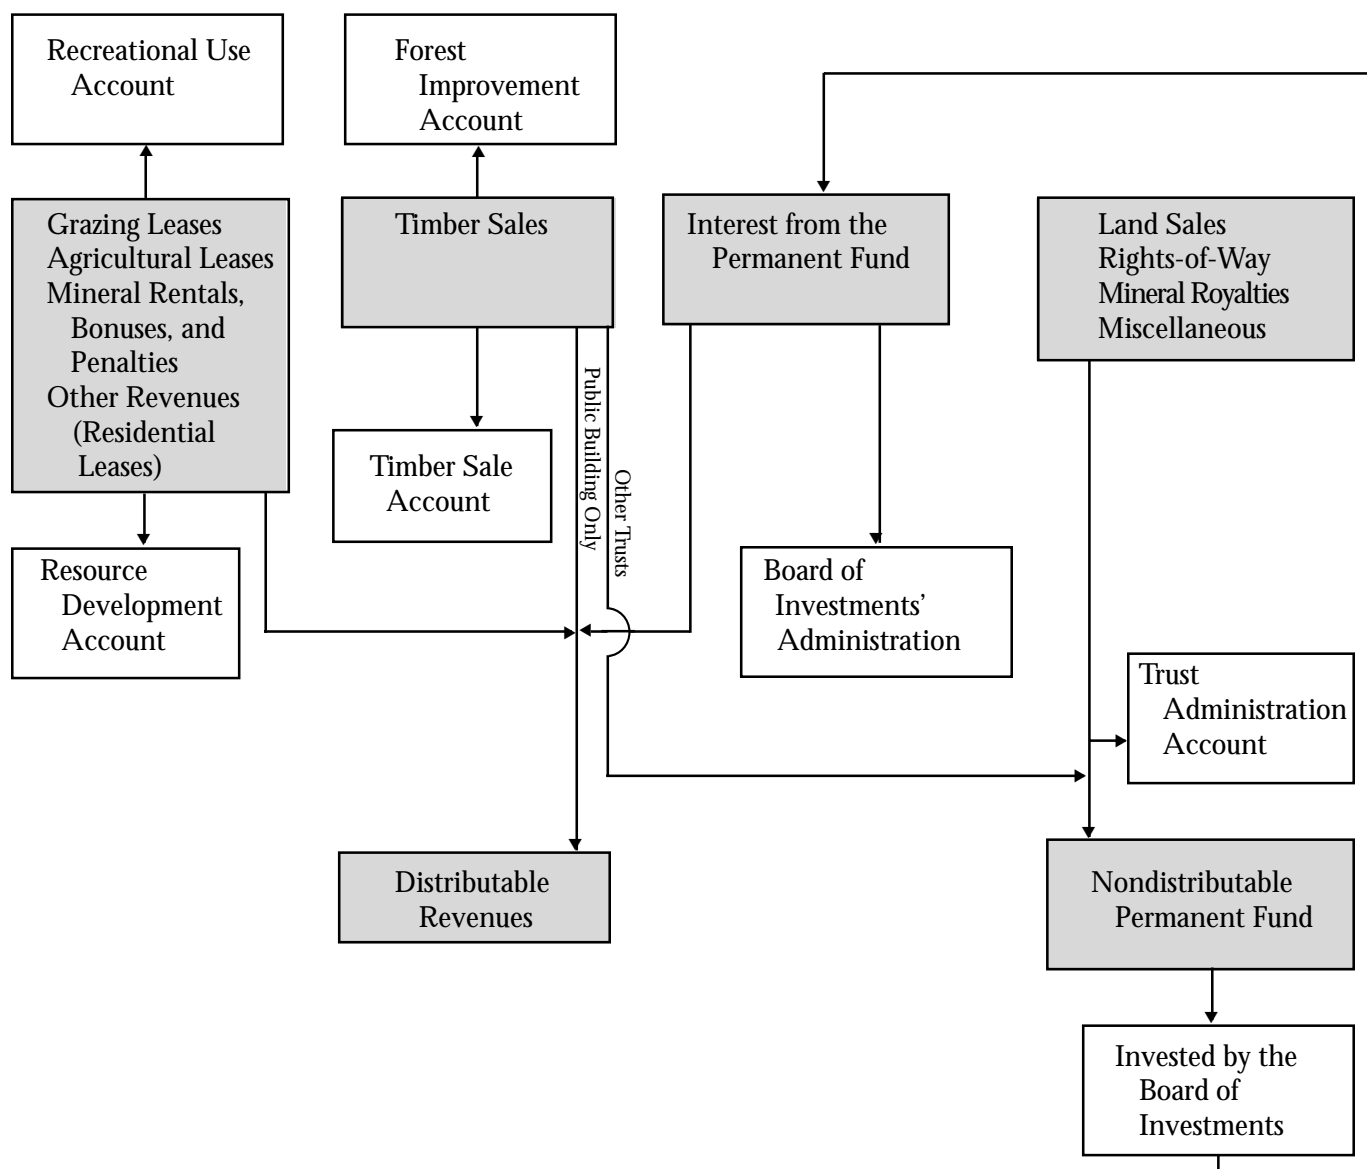 Recreational Use
Account
Forest
Improvement
Account
Grazing Leases
Agricultural Leases
Mineral Rentals,
Bonuses, and
Penalties
Other Revenues
(Residential
Leases)
Timber Sales
Interest from the
Permanent Fund
Land Sales
Rights-of-Way
Mineral Royalties
Miscellaneous
Public Building Only
Other Trusts
Timber Sale
Account
Resource
Development
Account
Board of
Investments’
Administration
Trust
Administration
Account
Distributable
Revenues
Nondistributable
Permanent Fund
Invested by the
Board of
Investments